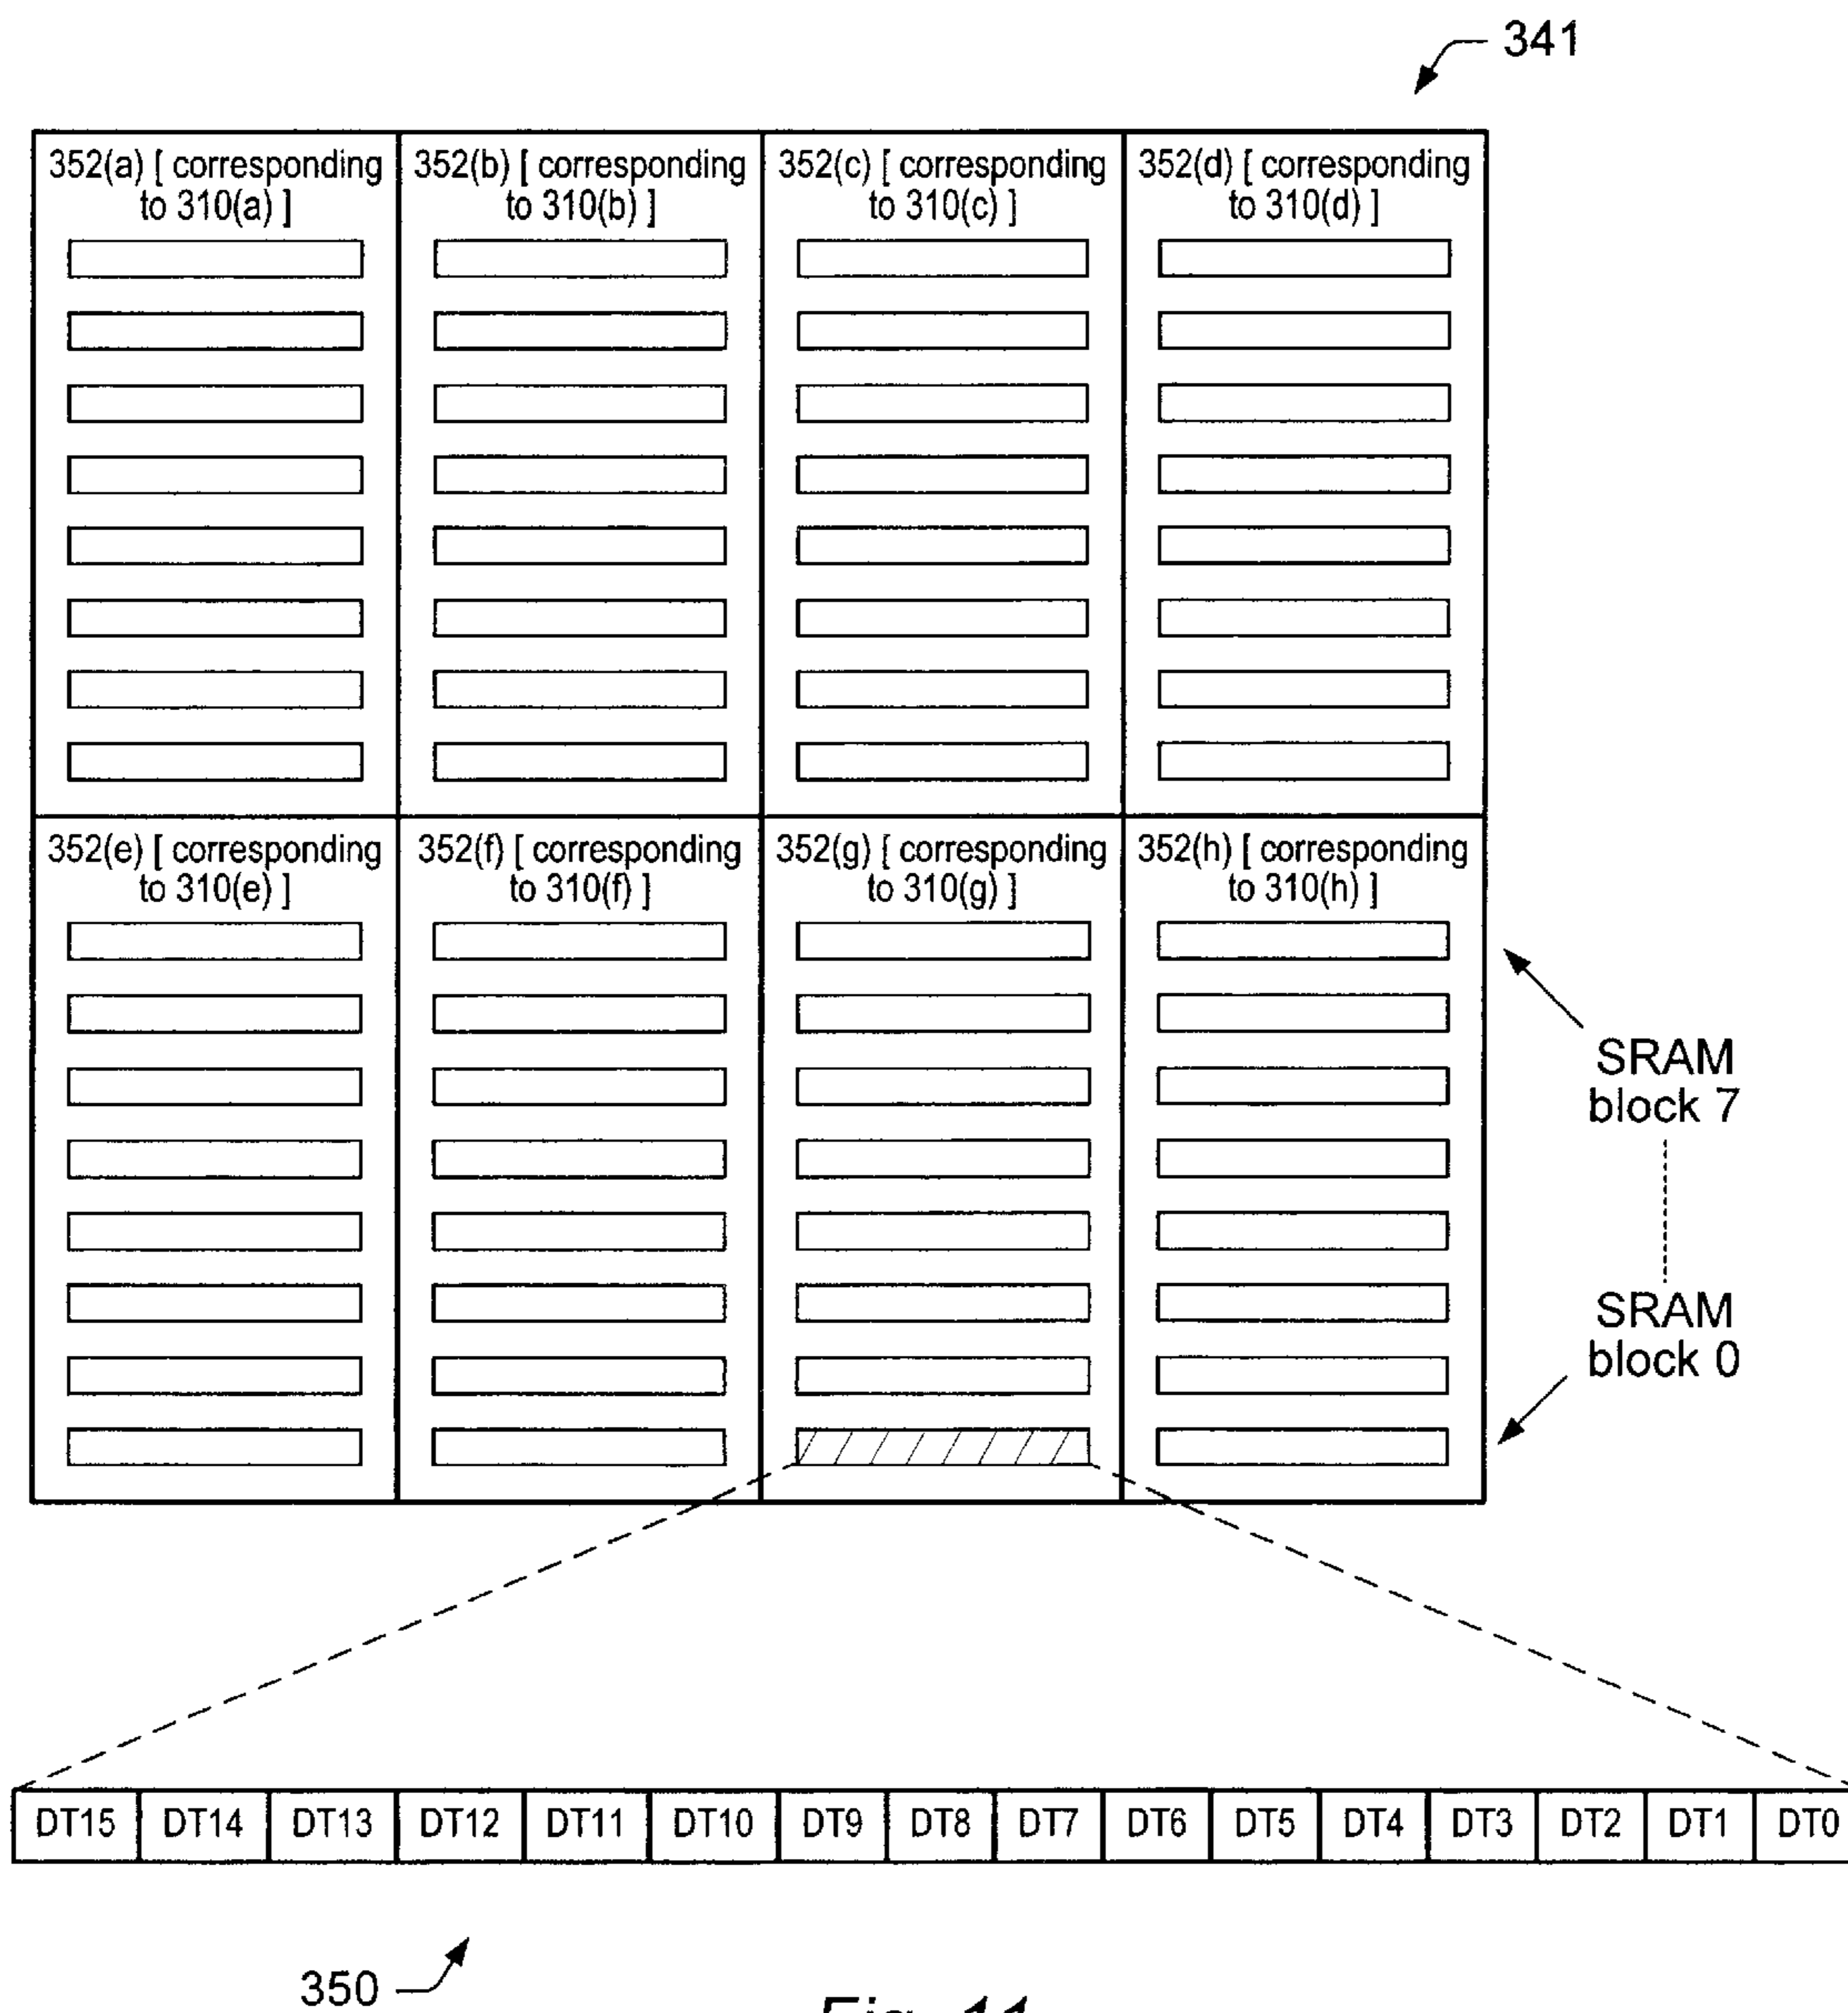 341
352(a) [ corresponding
to 310(a) ]
352(b) [ corresponding
to 310(b) ]
352(c) [ corresponding
to 310(c) ]
352(d) [ corresponding
to 310(d) ]
352(e) [ corresponding
to 310(e) ]
352(f) [ corresponding
to 310(f) ]
352(g) [ corresponding
to 310(g) ]
352(h) [ corresponding
to 310(h) ]
SRAM
block 7
SRAM
block 0
DT15 DT14 DT13 DT12 DT11 DT10 DT9 DT8 DT7 DT6 DT5 DT4 DT3 DT2 DT1 DT0
350
Fig. 11